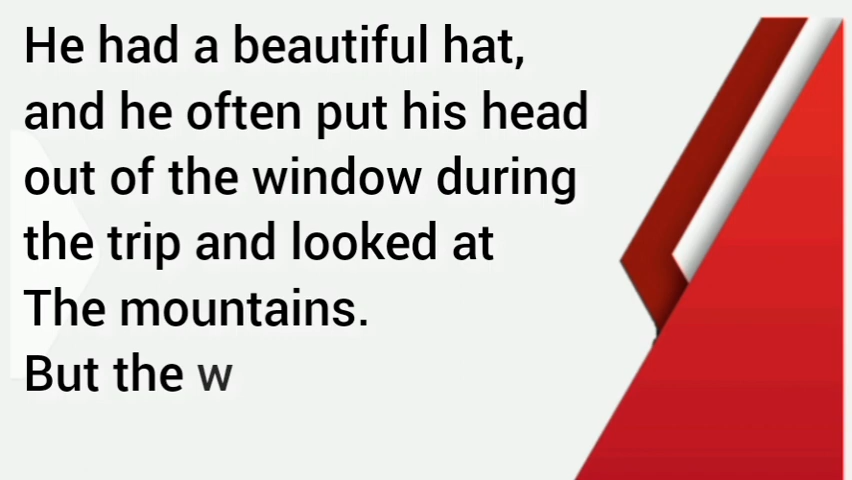 He had a beautiful hat,
and he often put his head
out of the window during
the trip and looked at
The mountains.
But the w